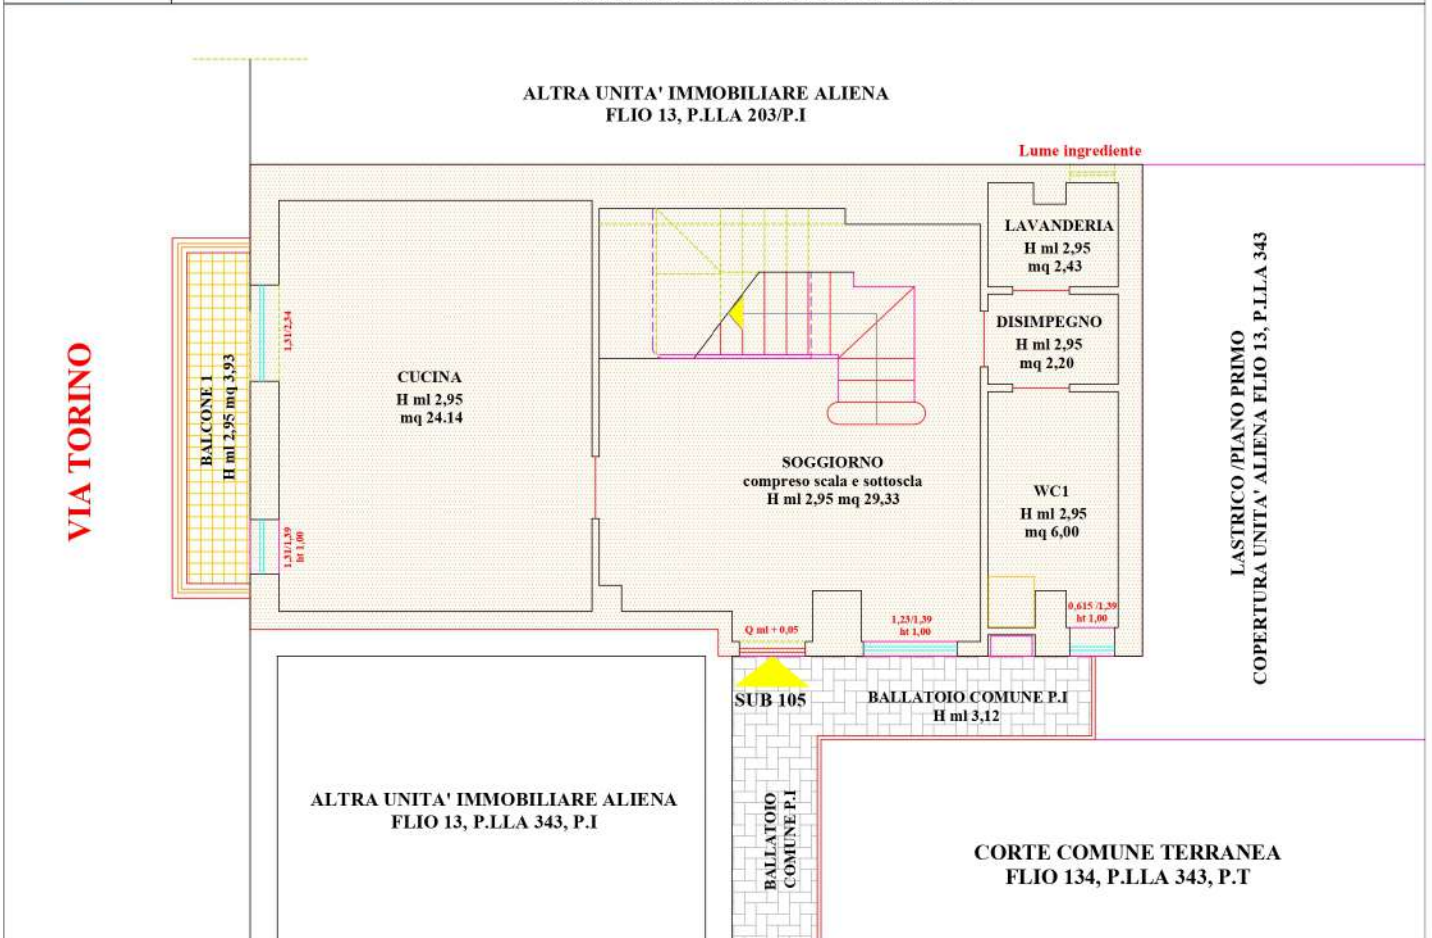 ALTRA UNITA' IMMOBILIARE ALIENA
FLIO 13, P.LLA 203/P.I
Lume ingrediente
LAVANDERIA
H ml 2,95
mq 2,43
DISIMPEGNO
H ml 2,95
mq 2,20
VIA TORINO
BALCONE 1
H ml 2,95 mq 3,93
1,31/2,34
1,31/1,39
ht 1,00
CUCINA
H ml 2,95
mq 24.14
SOGGIORNO
compreso scala e sottoscla
H ml 2,95 mq 29,33
WC1
H ml 2,95
mq 6,00
LASTRICO /PIANO PRIMO
COPERTURA UNITA' ALIENA FLIO 13, P.LLA 343
Q ml + 0,05
1,23/1,39
ht 1,00
0,615 /1,39
ht 1,00
SUB 105
BALLATOIO COMUNE P.I
H ml 3,12
ALTRA UNITA' IMMOBILIARE ALIENA
FLIO 13, P.LLA 343, P.I
BALLATOIO
COMUNE P.I
CORTE COMUNE TERRANEA
FLIO 134, P.LLA 343, P.T